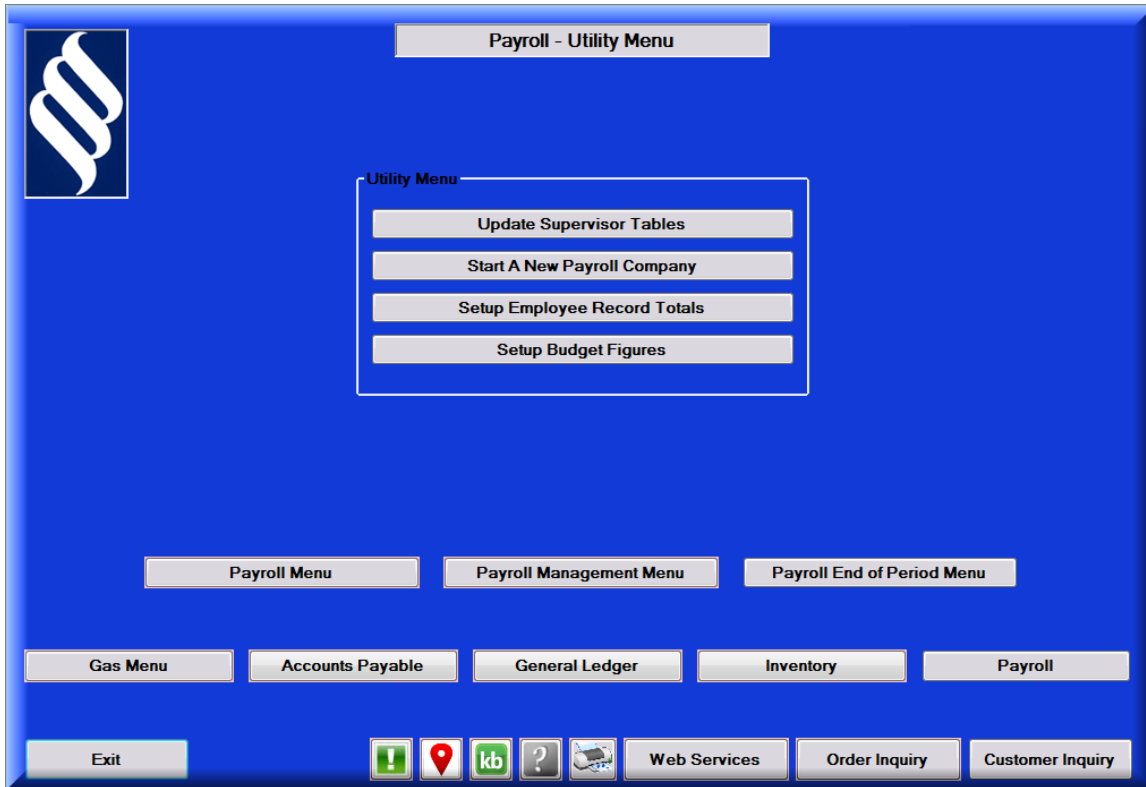 Payroll - Utility Menu
Utility Menu
Update Supervisor Tables
Start A New Payroll Company
Setup Employee Record Totals
Setup Budget Figures
Payroll Menu
Payroll Management Menu
Payroll End of Period Menu
Gas Menu
Accounts Payable
General Ledger
Inventory
Payroll
Exit
!
kb
?
Web Services
Order Inquiry
Customer Inquiry